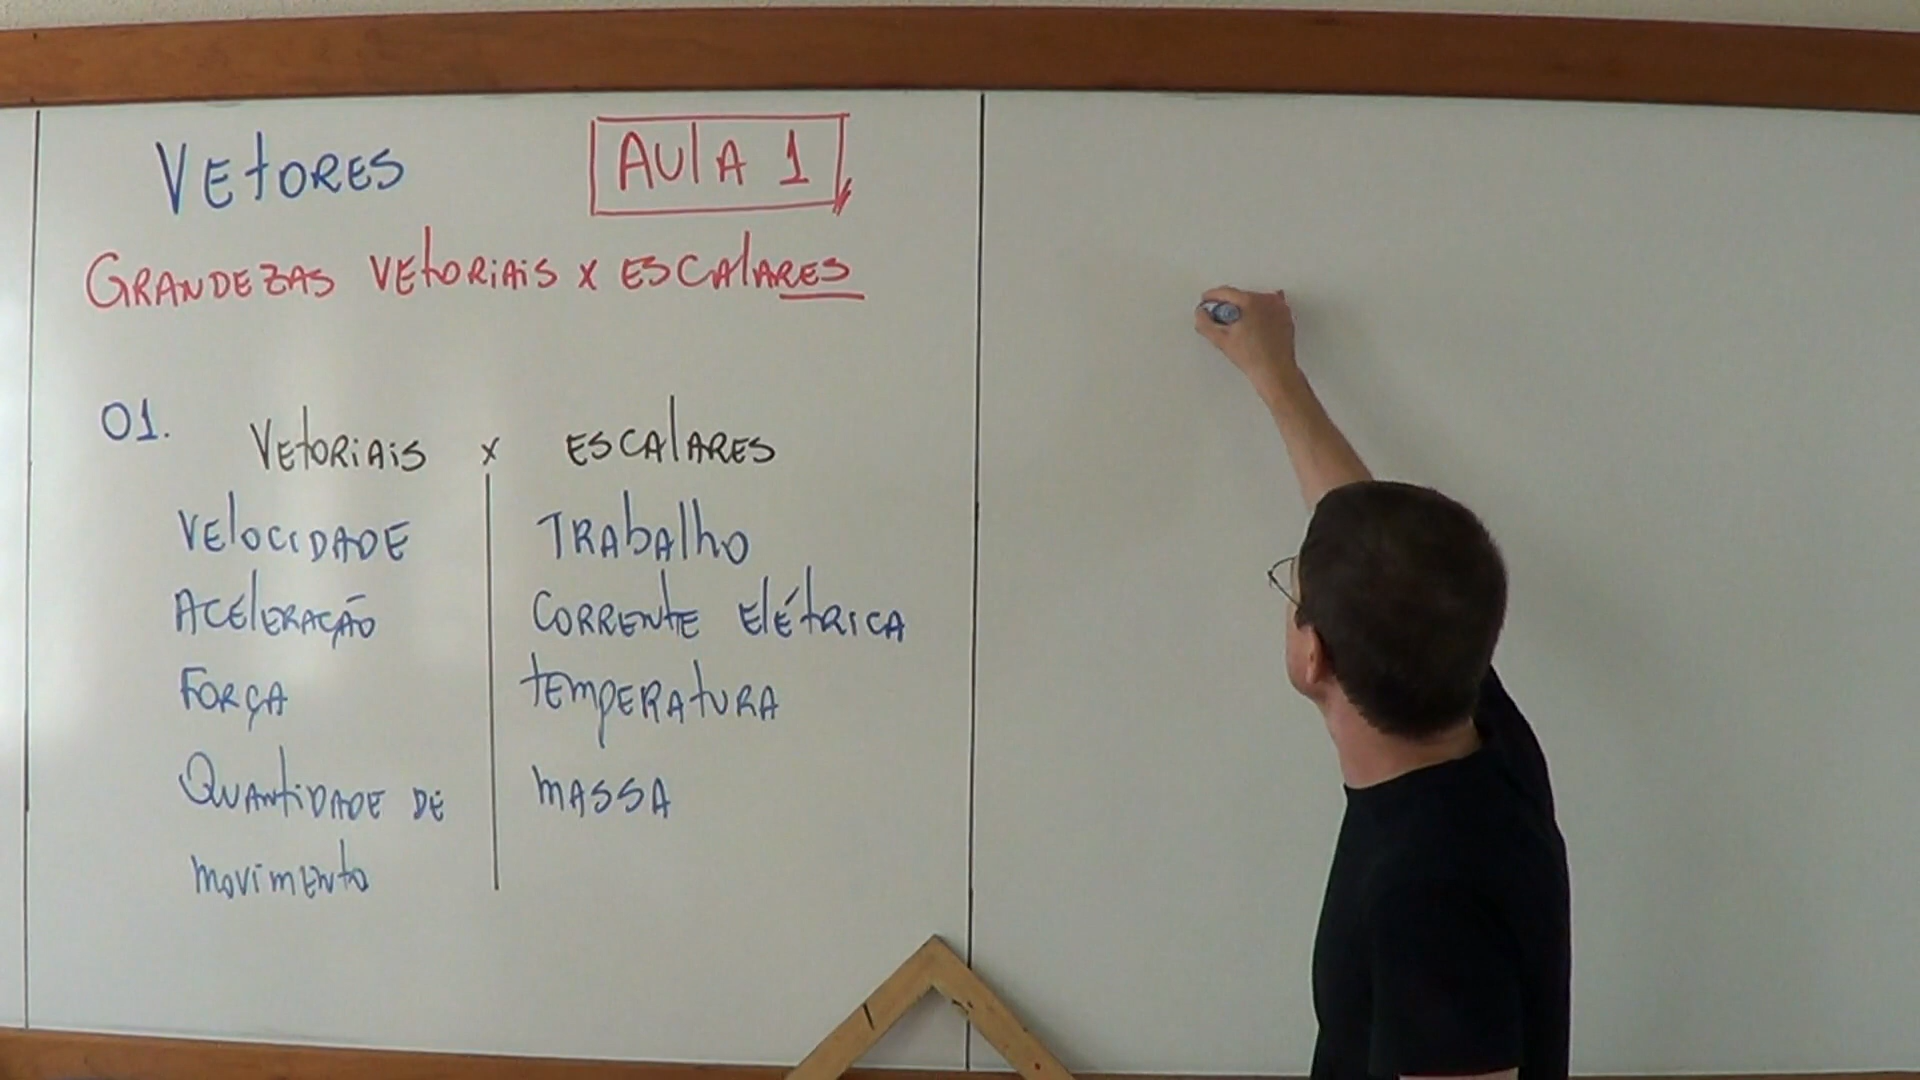 VETORES
AULA 1
GRANDEZAS VETORIAIS X ESCALARES
01.
VETORIAIS X ESCALARES
VELOCIDADE
TRABALHO
ACELERAÇÃO
CORRENTE ELÉTRICA
FORÇA
TEMPERATURA
QUANTIDADE DE
MASSA
MOVIMENTO